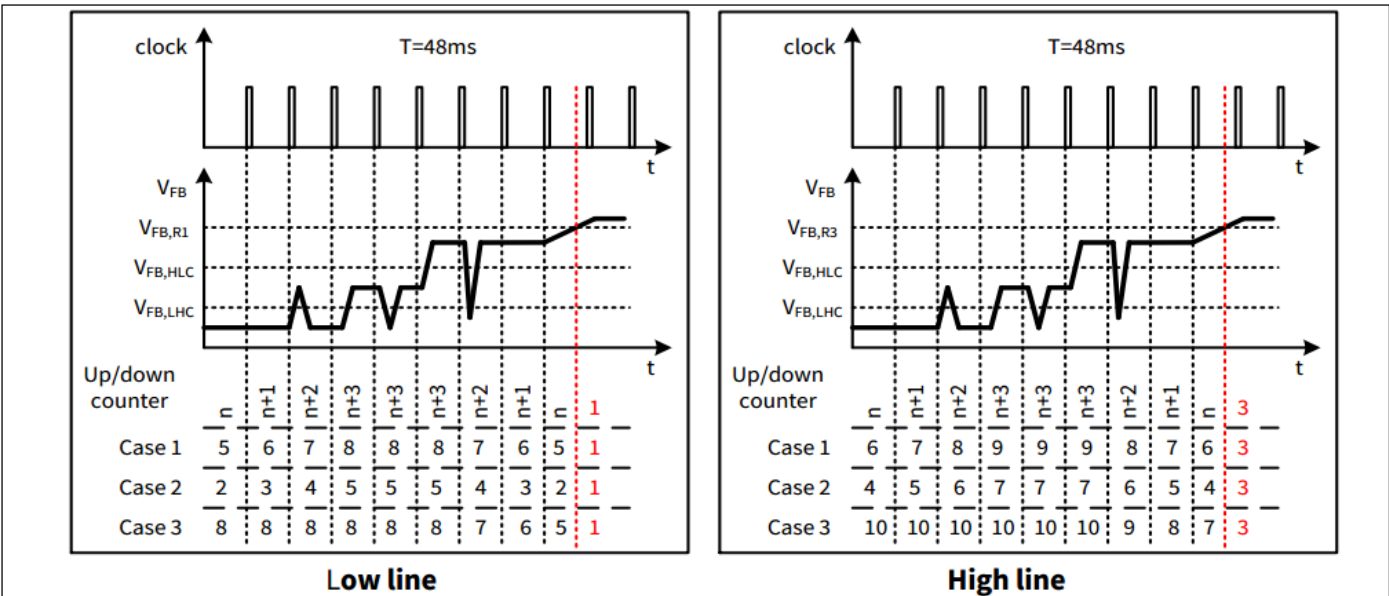 clock
T=48ms
t
VFB
VFB,R1
VFB,HLC
VFB,LHC
t
Up/down
counter
n n+1 n+2 n+3 n+3 n+3 n+2 n+1 n 1
Case 1 5 6 7 8 8 8 7 6 5 1
Case 2 2 3 4 5 5 5 4 3 2 1
Case 3 8 8 8 8 8 8 7 6 5 1
Low line
clock
T=48ms
t
VFB
VFB,R3
VFB,HLC
VFB,LHC
t
Up/down
counter
n n+1 n+2 n+3 n+3 n+3 n+2 n+1 n 3
Case 1 6 7 8 9 9 9 8 7 6 3
Case 2 4 5 6 7 7 7 6 5 4 3
Case 3 10 10 10 10 10 10 9 8 7 3
High line